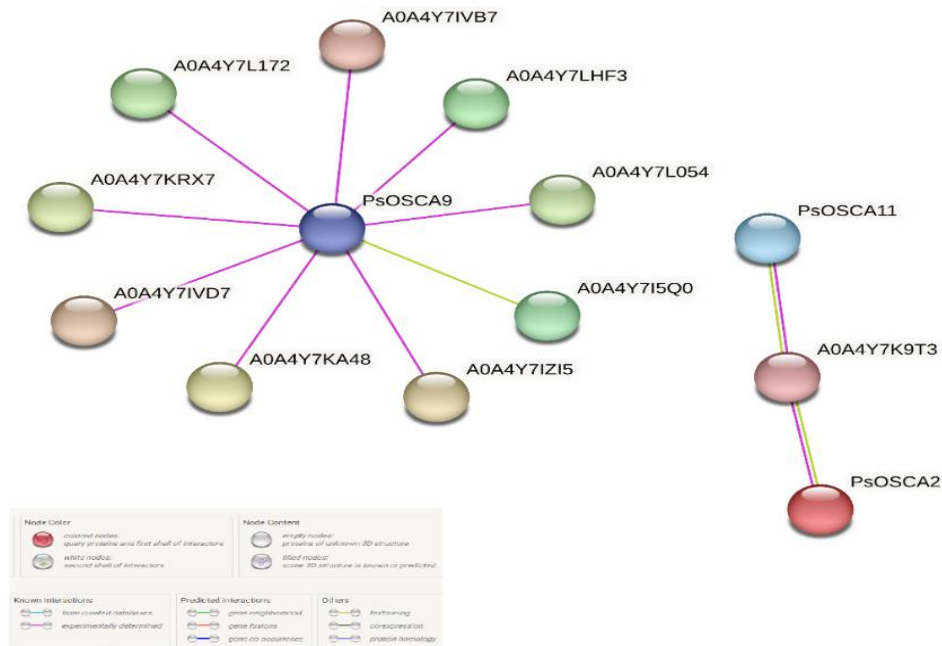 A0A4Y7IVB7
A0A4Y7L172
A0A4Y7LHF3
A0A4Y7KRX7
A0A4Y7L054
PsOSCA9
PsOSCA11
A0A4Y7IVD7
A0A4Y7I5Q0
A0A4Y7KA48
A0A4Y7IZI5
A0A4Y7K9T3
PsOSCA2
Node Color
colored nodes:
query proteins and first shell of interactors
white nodes:
second shell of interactors
Node Content
empty nodes:
proteins of unknown 3D structure
filled nodes:
some 3D structure is known or predicted
Known Interactions
from curated databases
experimentally determined
Predicted Interactions
gene neighborhood
gene fusions
gene co occurrence
Others
textmining
co-expression
protein homology